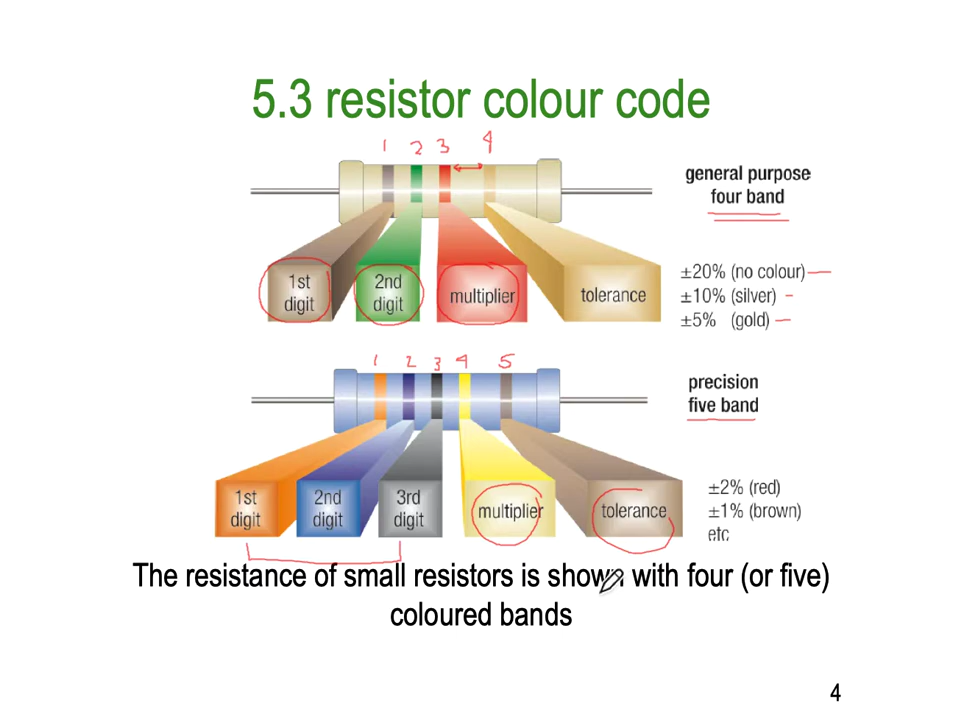 5.3 resistor colour code
1 2 3 4
general purpose
four band
1st
digit
2nd
digit
multiplier
tolerance
±20% (no colour)
±10% (silver)
±5% (gold)
1 2 3 4 5
precision
five band
1st
digit
2nd
digit
3rd
digit
multiplier
tolerance
±2% (red)
±1% (brown)
etc
The resistance of small resistors is shown with four (or five)
coloured bands
4